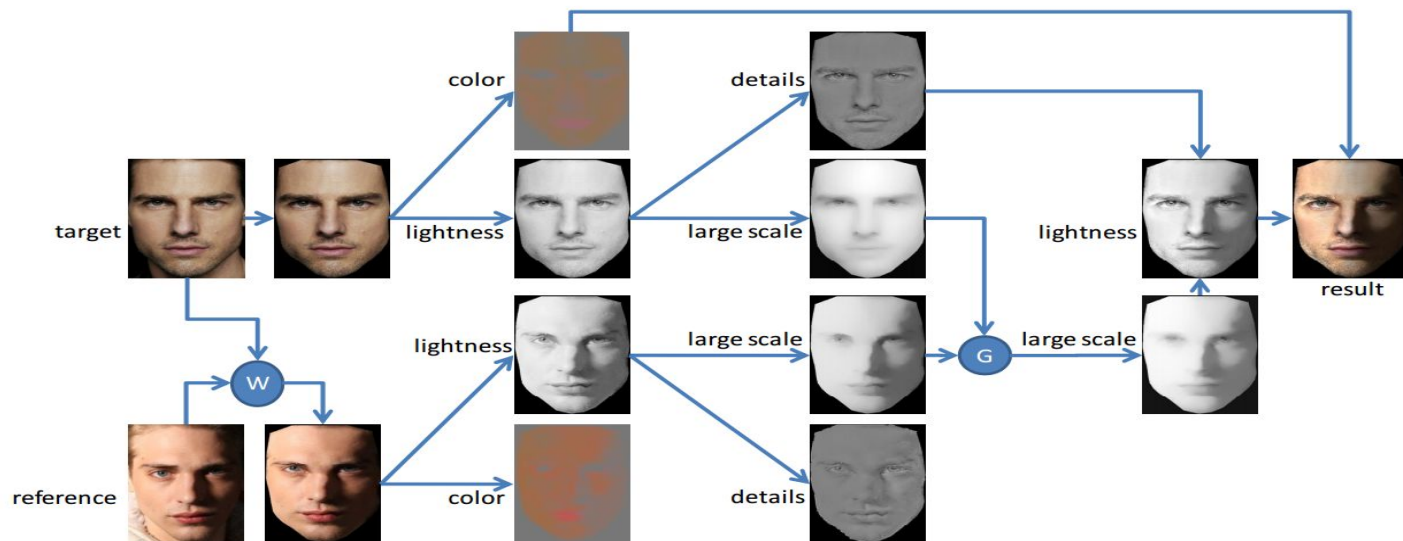 color
details
target
lightness
large scale
lightness
result
lightness
large scale
G
large scale
W
reference
color
details